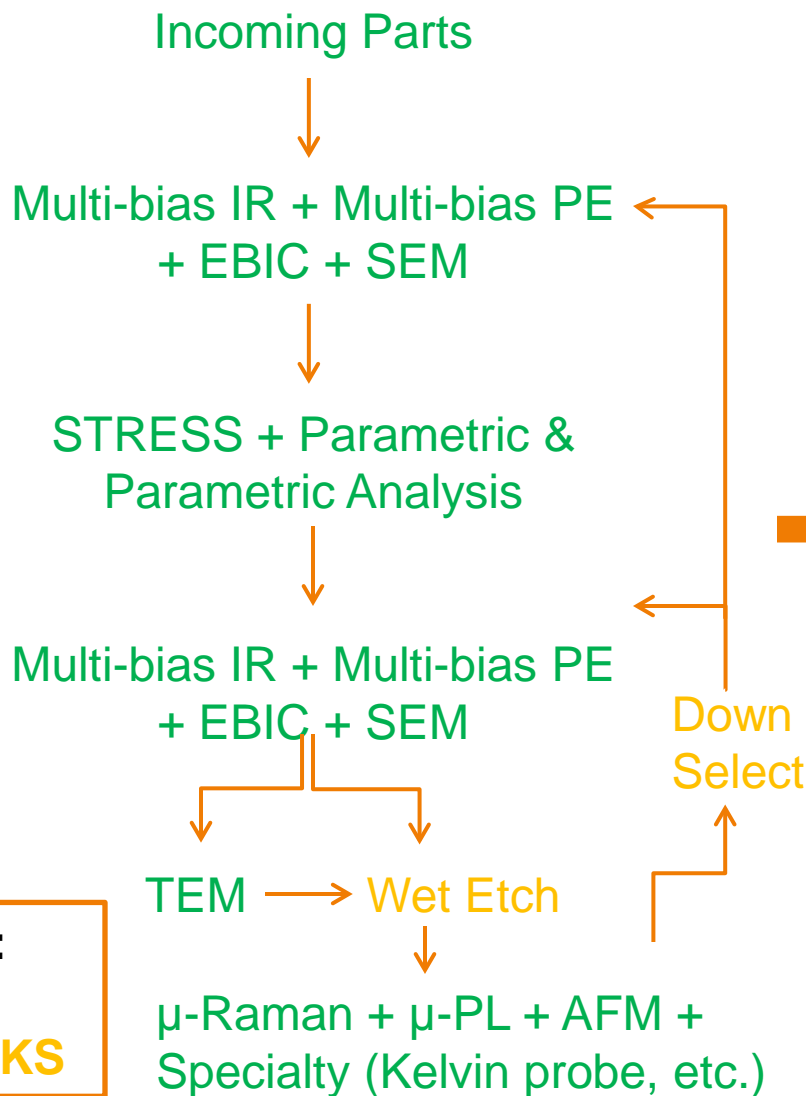 Incoming Parts
Multi-bias IR + Multi-bias PE
+ EBIC + SEM
STRESS + Parametric &
Parametric Analysis
Multi-bias IR + Multi-bias PE
+ EBIC + SEM
Down
Select
TEM
Wet Etch
:
KS
µ-Raman + µ-PL + AFM +
Specialty (Kelvin probe, etc.)